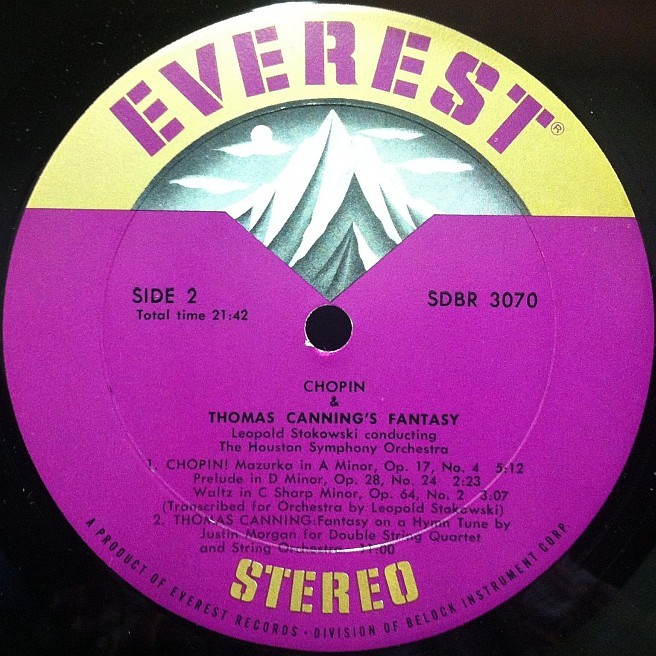 EVEREST®
SIDE 2
Total time 21:42
SDBR 3070
CHOPIN
&
THOMAS CANNING'S FANTASY
Leopold Stokowski conducting
The Houston Symphony Orchestra
1. CHOPIN: Mazurka in A Minor, Op. 17, No. 4 5:12
Prelude in D Minor, Op. 28, No. 24 2:23
Waltz in C Sharp Minor, Op. 64, No. 2 3:07
(Transcribed for Orchestra by Leopold Stakowski)
2. THOMAS CANNING:Fantasy on a Hymn Tune by
Justin Morgan for Double String Quartet
and String Orchestra 11:00
STEREO
A PRODUCT OF EVEREST RECORDS · DIVISION OF BELOCK INSTRUMENT CORP.